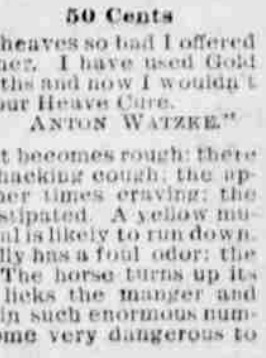 50 Cents
heaves so bad I offered
her. I have used Gold
ths and now I wouldn't
our Heave Cure.
ANTON WATZKE."
t becomes rough; there
hacking cough; the ap-
her times craving; the
stipated. A yellow mu-
al is likely to run down.
lly has a foul odor; the
The horse turns up its
licks the manger and
in such enormous num-
ome very dangerous to